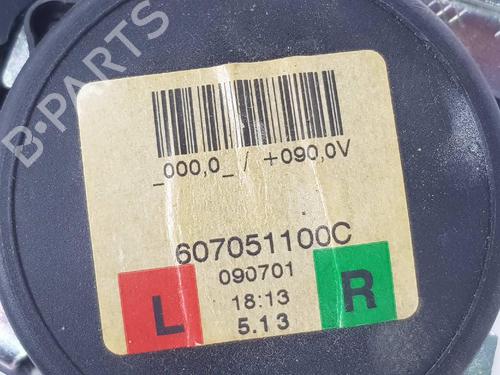 B-PARTS
_000,0_ / +090,0V
607051100C
090701
L 18:13 R
5.13